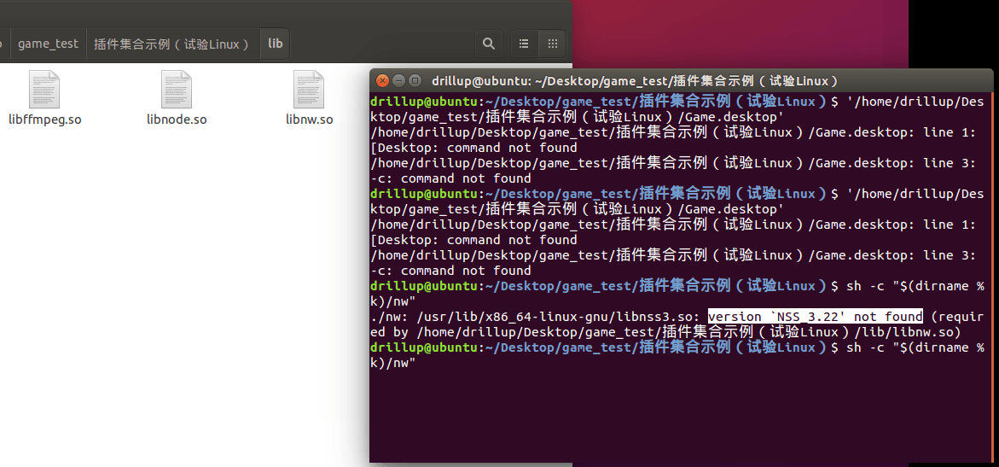 game_test 插件集合示例（试验Linux） lib
libffmpeg.so libnode.so libnw.so
drillup@ubuntu: ~/Desktop/game_test/插件集合示例（试验Linux）
drillup@ubuntu:~/Desktop/game_test/插件集合示例（试验Linux）$ '/home/drillup/Des
ktop/game_test/插件集合示例（试验Linux）/Game.desktop'
/home/drillup/Desktop/game_test/插件集合示例（试验Linux）/Game.desktop: line 1:
[Desktop: command not found
/home/drillup/Desktop/game_test/插件集合示例（试验Linux）/Game.desktop: line 3:
-c: command not found
drillup@ubuntu:~/Desktop/game_test/插件集合示例（试验Linux）$ '/home/drillup/Des
ktop/game_test/插件集合示例（试验Linux）/Game.desktop'
/home/drillup/Desktop/game_test/插件集合示例（试验Linux）/Game.desktop: line 1:
[Desktop: command not found
/home/drillup/Desktop/game_test/插件集合示例（试验Linux）/Game.desktop: line 3:
-c: command not found
drillup@ubuntu:~/Desktop/game_test/插件集合示例（试验Linux）$ sh -c "$(dirname %
k)/nw"
./nw: /usr/lib/x86_64-linux-gnu/libnss3.so: version `NSS_3.22' not found (requir
ed by /home/drillup/Desktop/game_test/插件集合示例（试验Linux）/lib/libnw.so)
drillup@ubuntu:~/Desktop/game_test/插件集合示例（试验Linux）$ sh -c "$(dirname %
k)/nw"